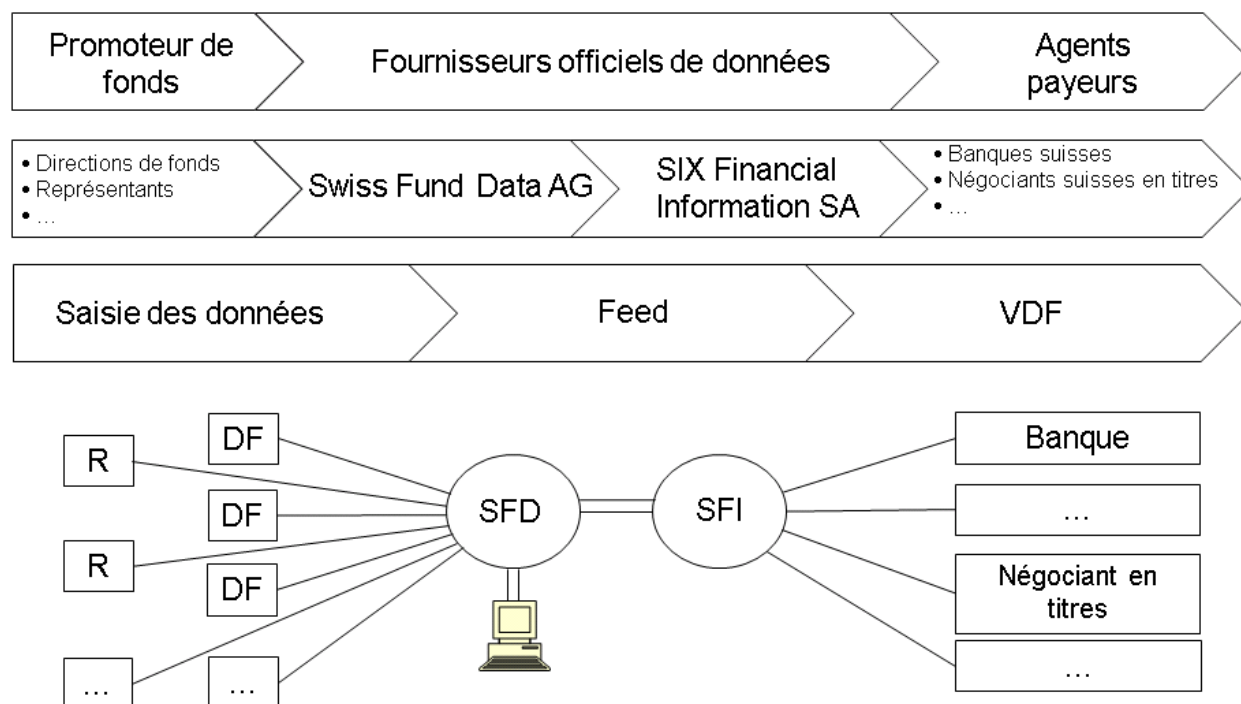 Promoteur de
fonds
Fournisseurs officiels de données
Agents
payeurs
• Directions de fonds
• Représentants
• ...
Swiss Fund Data AG
SIX Financial
Information SA
• Banques suisses
• Négociants suisses en titres
• ...
Saisie des données
Feed
VDF
DF
R
DF
R
DF
...
...
SFD
SFI
Banque
...
Négociant en
titres
...